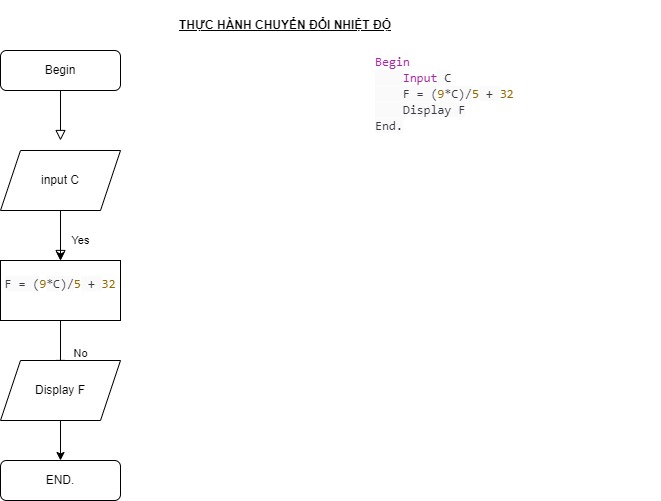 THỰC HÀNH CHUYỂN ĐỔI NHIỆT ĐỘ
Begin
input C
Yes
F = (9*C)/5 + 32
No
Display F
END.
Begin
Input C
F = (9*C)/5 + 32
Display F
End.